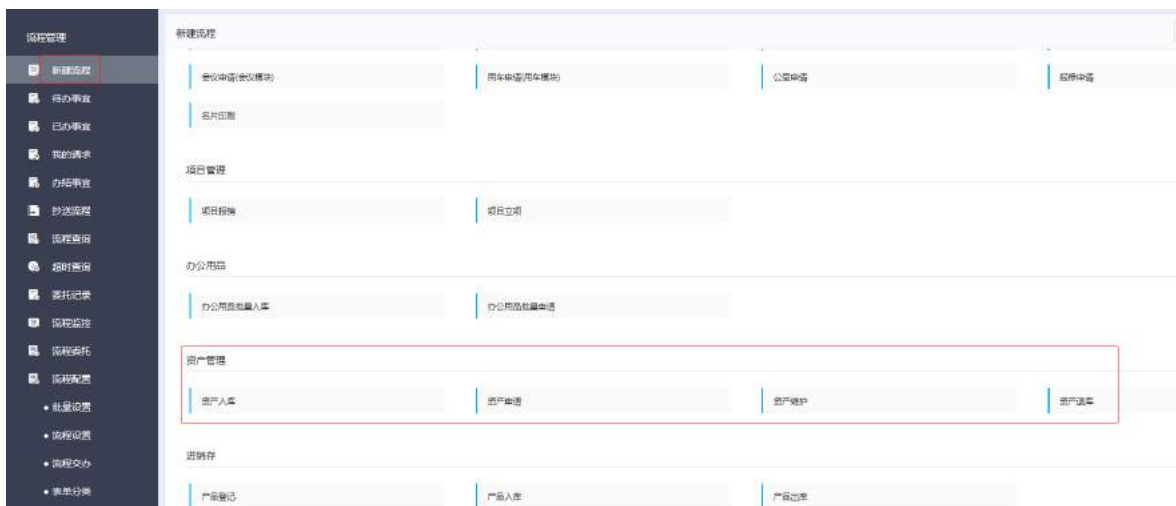 流程管理
新建流程
待办事宜
已办事宜
我的请求
办结事宜
抄送流程
流程查询
超时查询
委托记录
流程监控
流程委托
流程配置
• 批量设置
• 流程设置
• 流程交办
• 表单分类
新建流程
会议申请(会议模块)
用车申请(用车模块)
公章申请
名片印刷
项目管理
项目报销
项目立项
办公用品
办公用品批量入库
办公用品批量申请
资产管理
资产入库
资产申请
资产维护
资产退库
进销存
产品登记
产品入库
产品出库